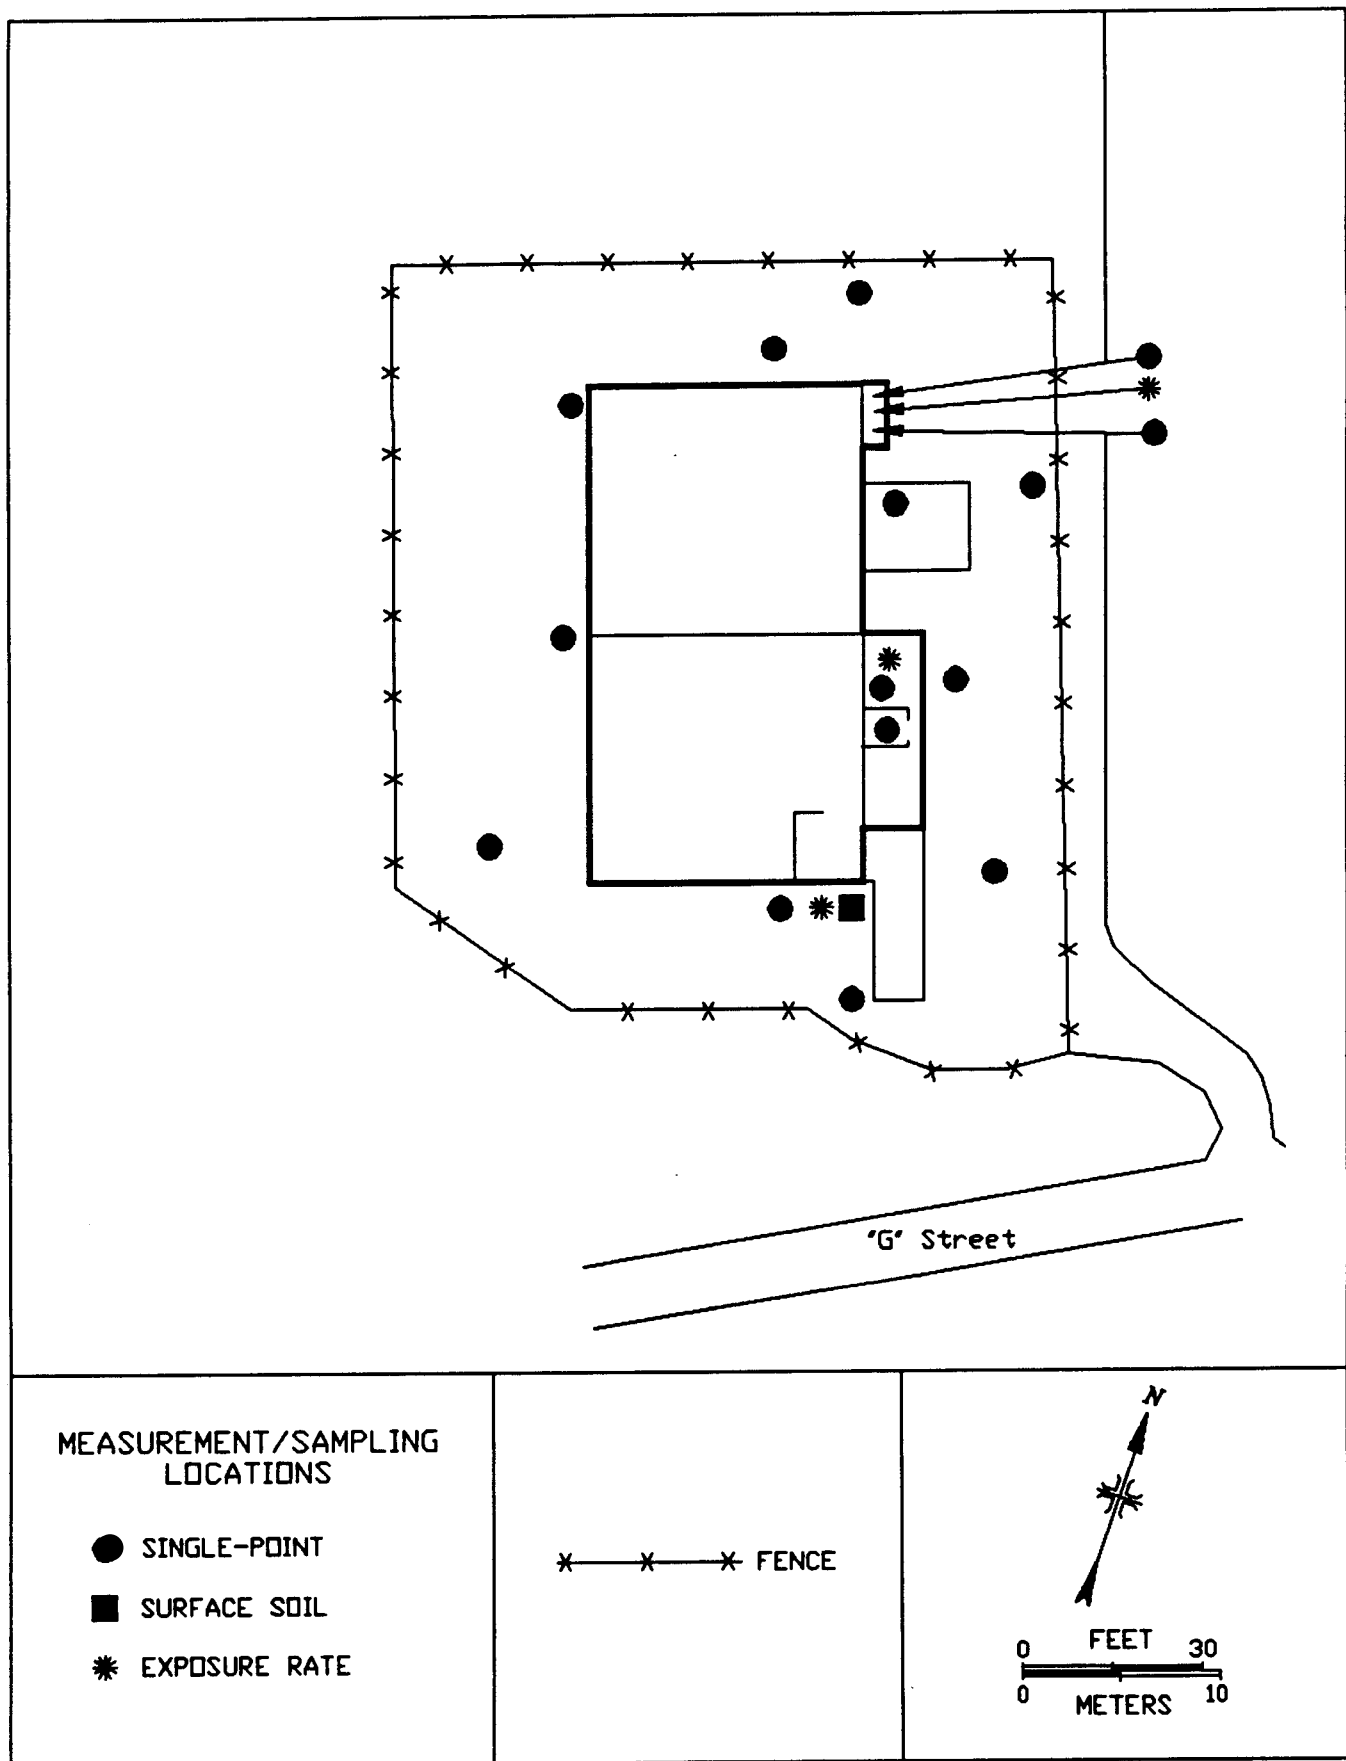 "G" Street
MEASUREMENT/SAMPLING
LOCATIONS
SINGLE-POINT
SURFACE SOIL
EXPOSURE RATE
FENCE
N
0 FEET 30
0 METERS 10